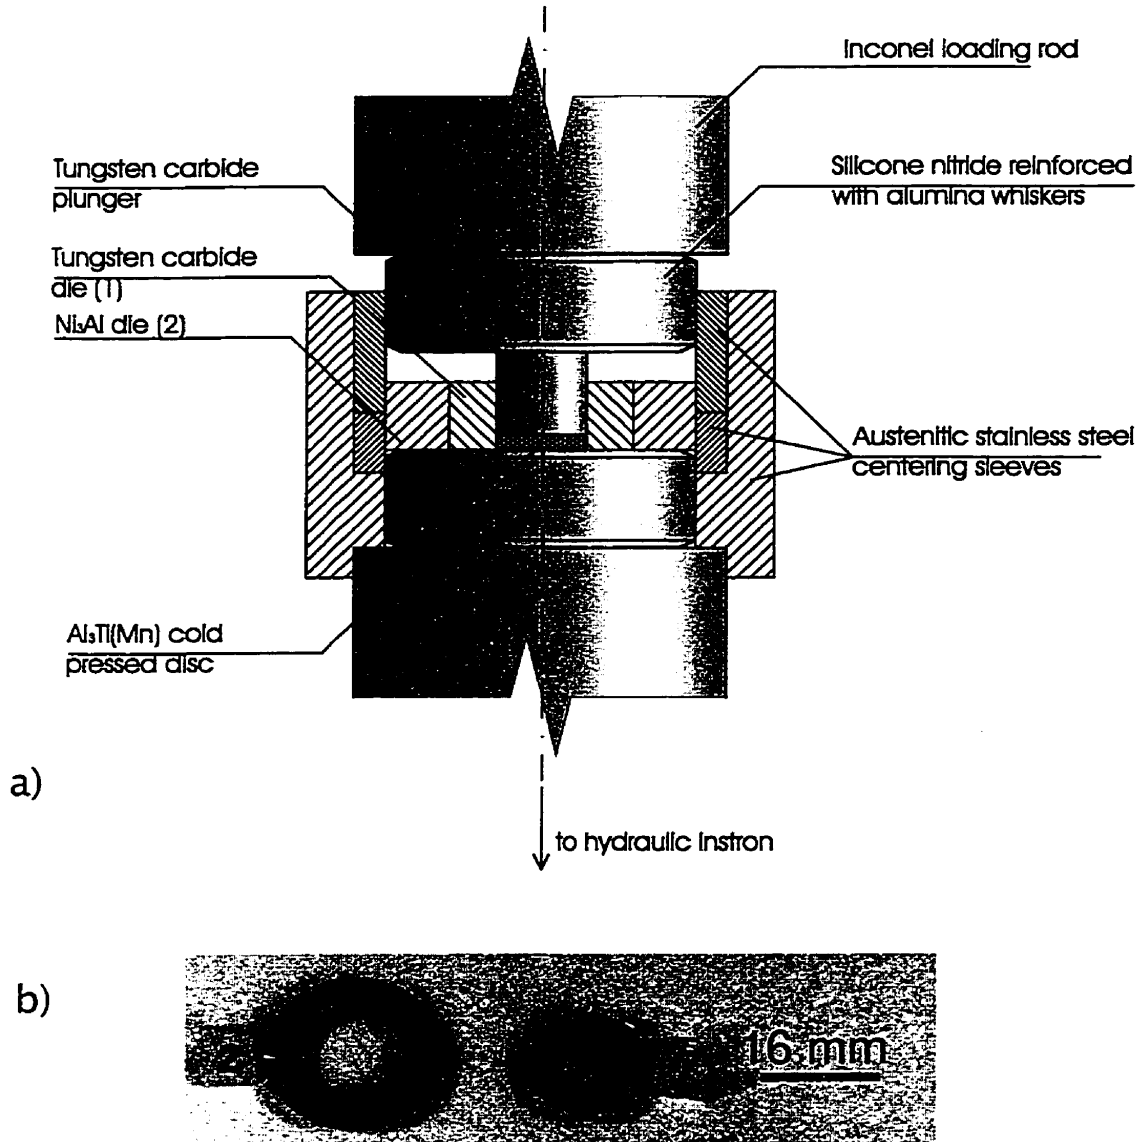 Inconel loading rod
Tungsten carbide
plunger
Silicone nitride reinforced
with alumina whiskers
Tungsten carbide
die (1)
Ni₃Al die (2)
Austenitic stainless steel
centering sleeves
Al₃Ti(Mn) cold
pressed disc
a)
to hydraulic instron
b)
16 mm